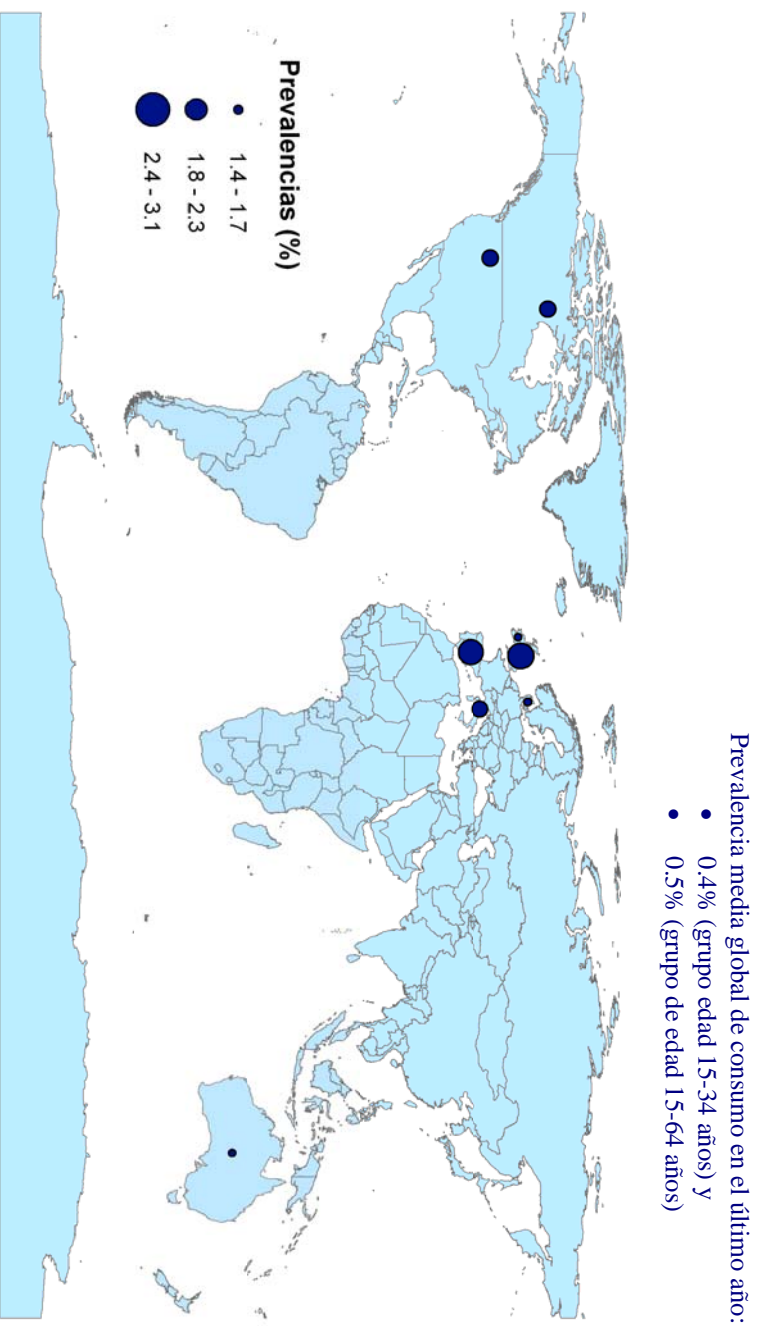 Prevalencia media global de consumo en el último año:
• 0.4% (grupo edad 15-34 años) y
• 0.5% (grupo de edad 15-64 años)
Prevalencias (%)
1.4 - 1.7
1.8 - 2.3
2.4 - 3.1